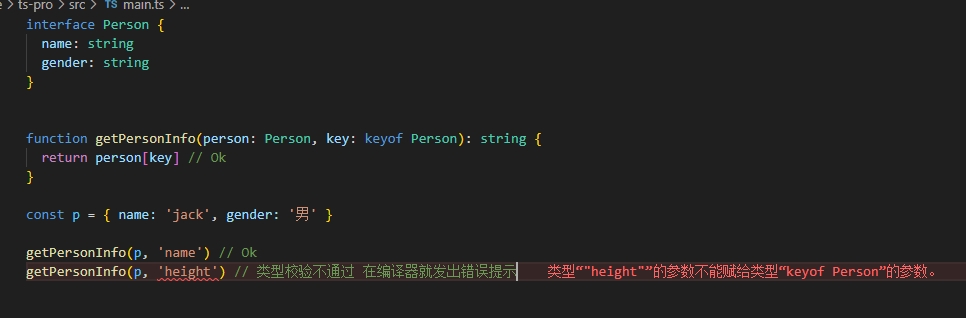 ts-pro > src > TS main.ts > ...
interface Person {
name: string
gender: string
}
function getPersonInfo(person: Person, key: keyof Person): string {
return person[key] // Ok
}
const p = { name: 'jack', gender: '男' }
getPersonInfo(p, 'name') // Ok
getPersonInfo(p, 'height') // 类型校验不通过 在编译器就发出错误提示 类型“"height"”的参数不能赋给类型“keyof Person”的参数。